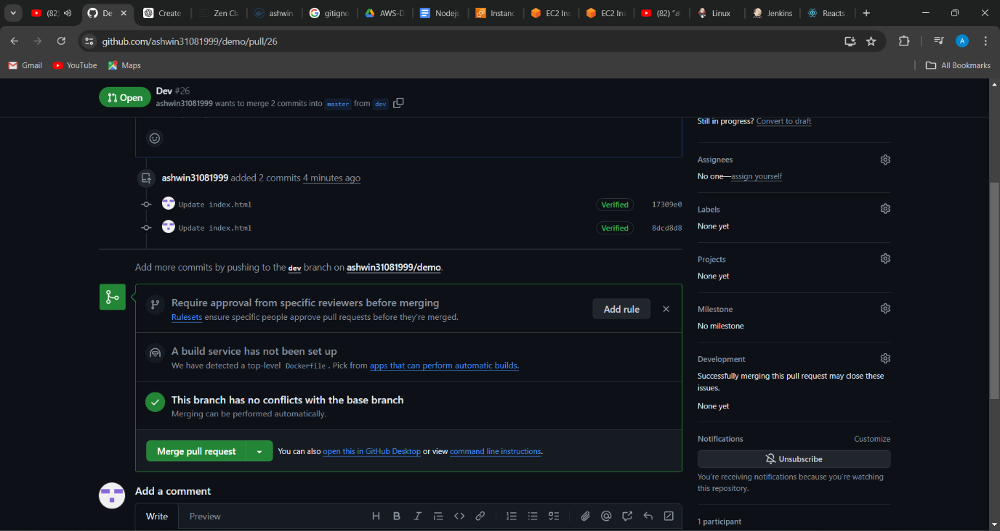 (82)
De
Create
Zen Cla
ashwin
gitigno
AWS-D
Nodejs
Instanc
EC2 Ins
EC2 Ins
(82) "
Linux
Jenkins
Reacts
github.com/ashwin31081999/demo/pull/26
A
Gmail
YouTube
Maps
All Bookmarks
Open
Dev #26
ashwin31081999 wants to merge 2 commits into master from dev
Still in progress? Convert to draft
Assignees
No one—assign yourself
ashwin31081999 added 2 commits 4 minutes ago
Update index.html Verified 17309e0
Update index.html Verified 8dcd8d8
Labels
None yet
Projects
None yet
Add more commits by pushing to the dev branch on ashwin31081999/demo.
Require approval from specific reviewers before merging
Rulesets ensure specific people approve pull requests before they're merged.
Add rule
Milestone
No milestone
A build service has not been set up
We have detected a top-level Dockerfile . Pick from apps that can perform automatic builds.
Development
Successfully merging this pull request may close these
issues.
None yet
This branch has no conflicts with the base branch
Merging can be performed automatically.
Merge pull request
You can also open this in GitHub Desktop or view command line instructions.
Notifications
Customize
Unsubscribe
You're receiving notifications because you're watching
this repository.
Add a comment
Write
Preview
H B I
1 participant